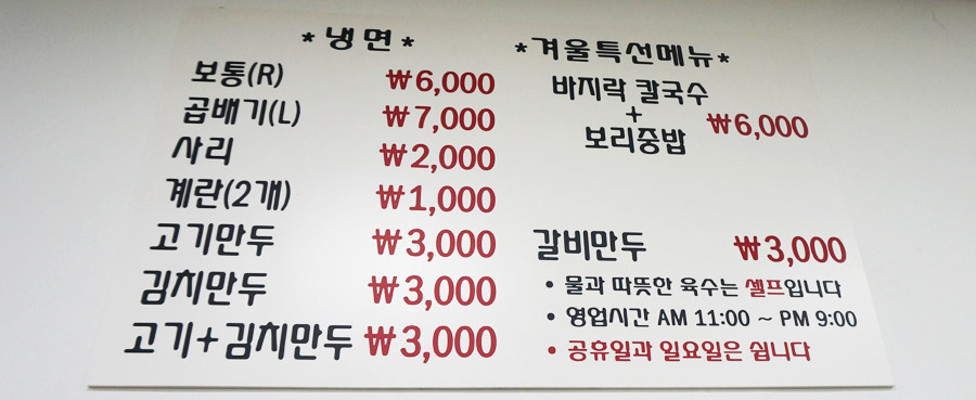 *냉면*
보통(R) ₩6,000
곱배기(L) ₩7,000
사리 ₩2,000
계란(2개) ₩1,000
고기만두 ₩3,000
김치만두 ₩3,000
고기+김치만두 ₩3,000
*겨울특선메뉴*
바지락 칼국수
+
보리중밥 ₩6,000
갈비만두 ₩3,000
• 물과 따뜻한 육수는 셀프입니다
• 영업시간 AM 11:00 ~ PM 9:00
• 공휴일과 일요일은 쉽니다